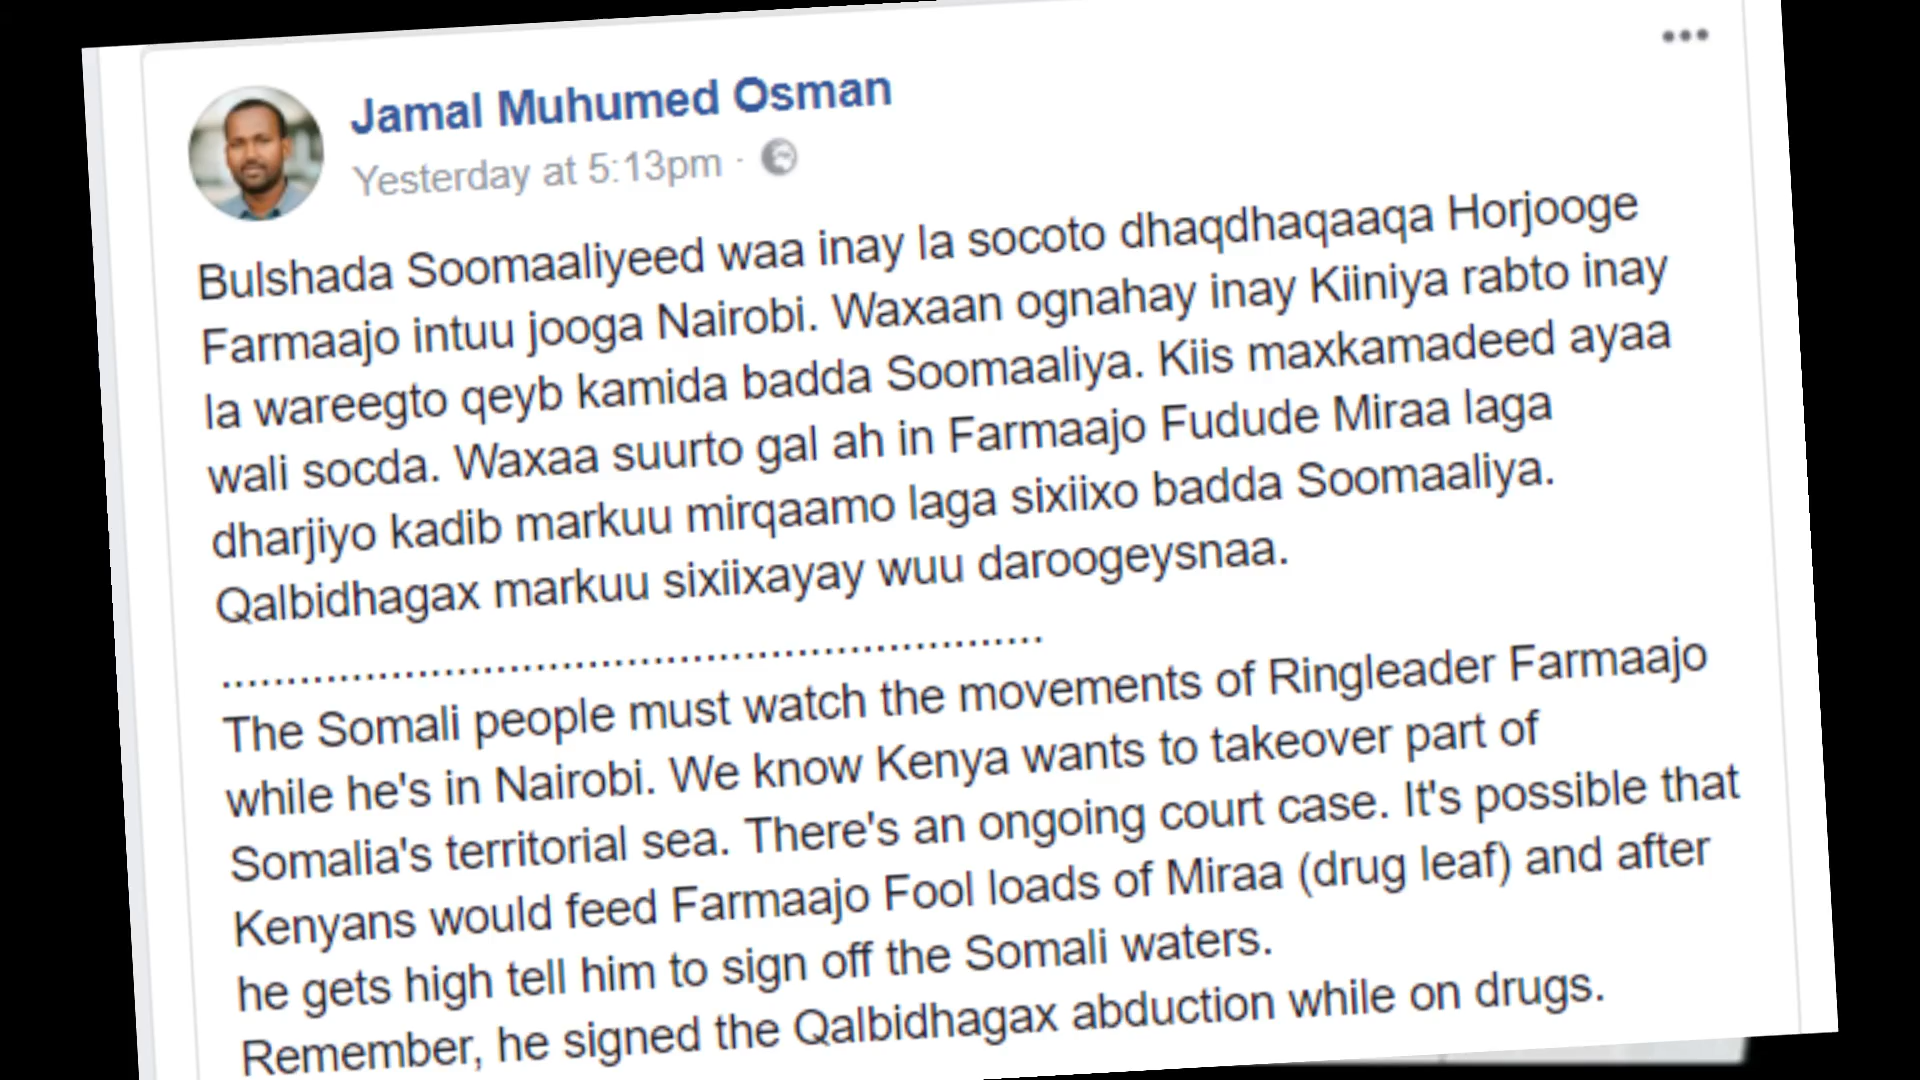 Jamal Muhumed Osman
Yesterday at 5:13pm ·
Bulshada Soomaaliyeed waa inay la socoto dhaqdhaqaaqa Horjooge
Farmaajo intuu jooga Nairobi. Waxaan ognahay inay Kiiniya rabto inay
la wareegto qeyb kamida badda Soomaaliya. Kiis maxkamadeed ayaa
wali socda. Waxaa suurto gal ah in Farmaajo Fudude Miraa laga
dharjiyo kadib markuu mirqaamo laga sixiixo badda Soomaaliya.
Qalbidhagax markuu sixiixayay wuu daroogeysnaa.
...............................................................
The Somali people must watch the movements of Ringleader Farmaajo
while he's in Nairobi. We know Kenya wants to takeover part of
Somalia's territorial sea. There's an ongoing court case. It's possible that
Kenyans would feed Farmaajo Fool loads of Miraa (drug leaf) and after
he gets high tell him to sign off the Somali waters.
Remember, he signed the Qalbidhagax abduction while on drugs.